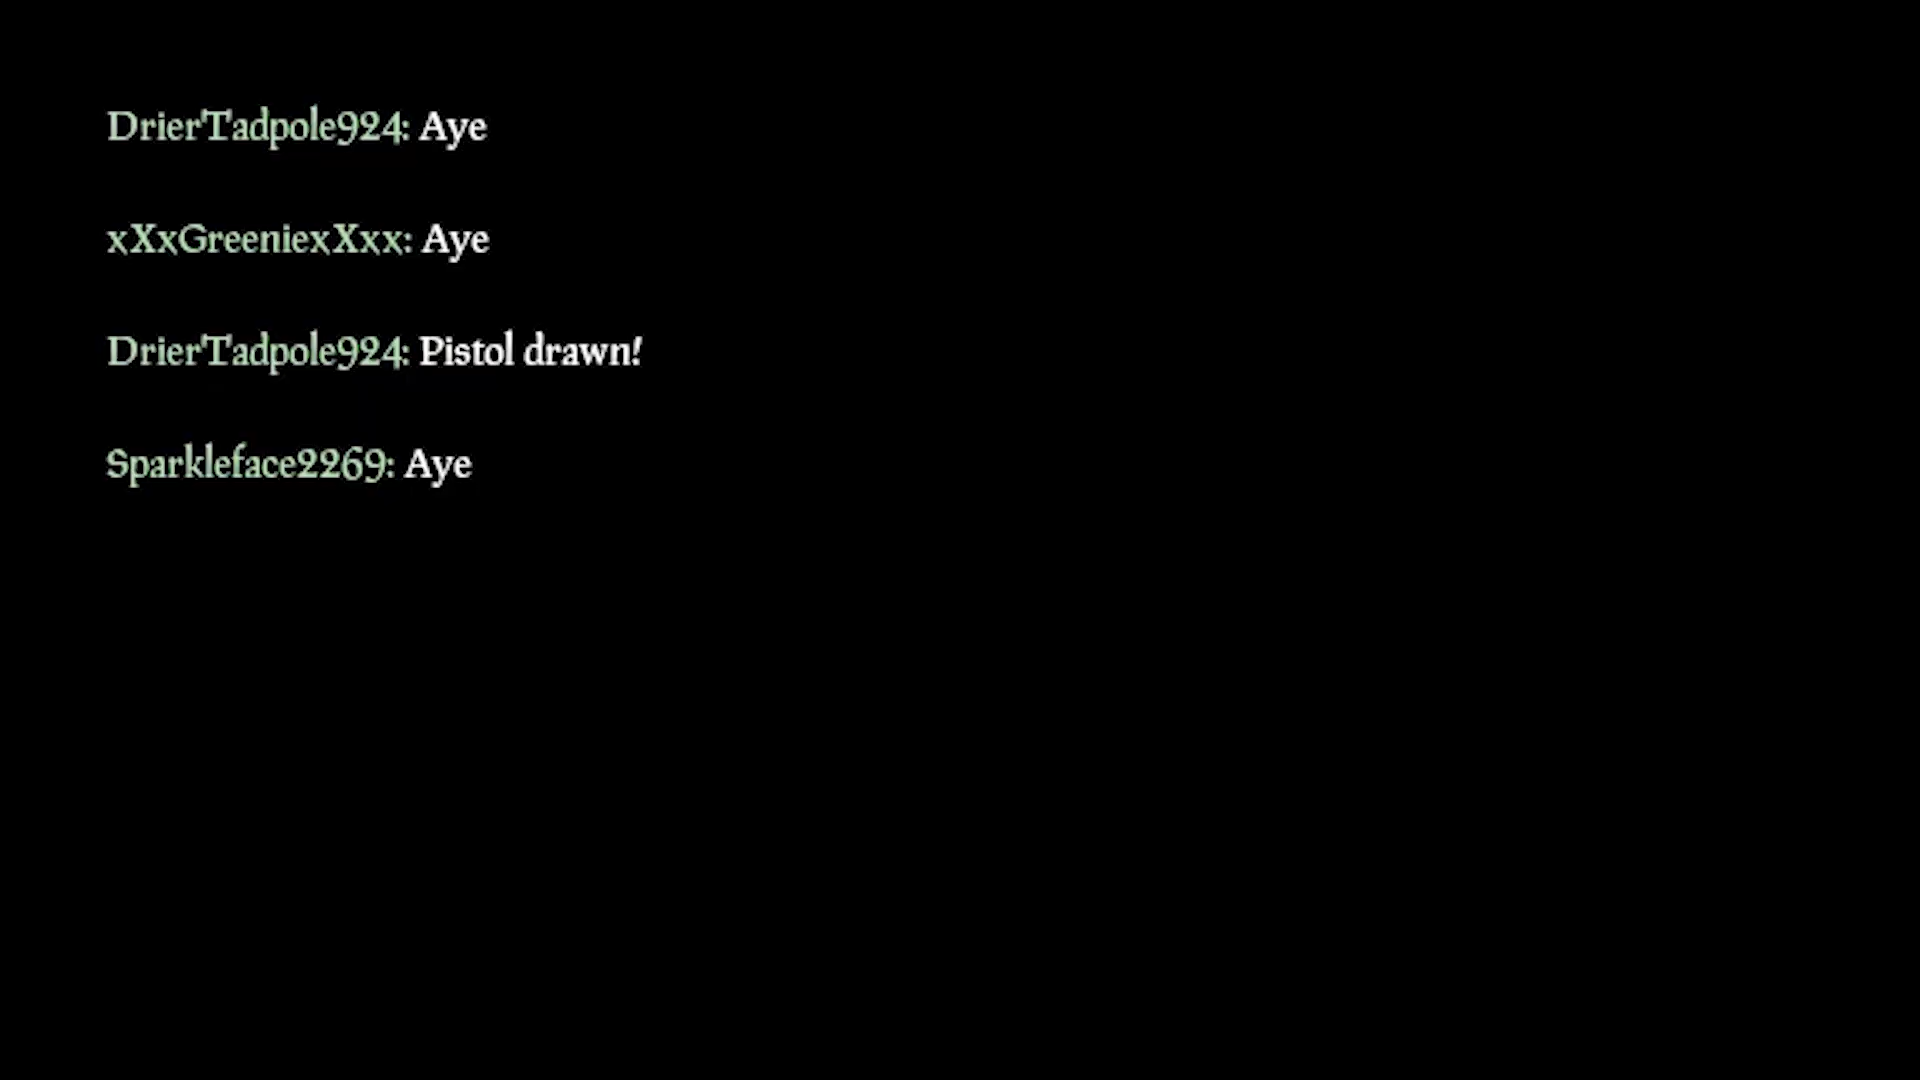 DrierTadpole924: Aye
xXxGreeniexXxx: Aye
DrierTadpole924: Pistol drawn!
Sparkleface2269: Aye